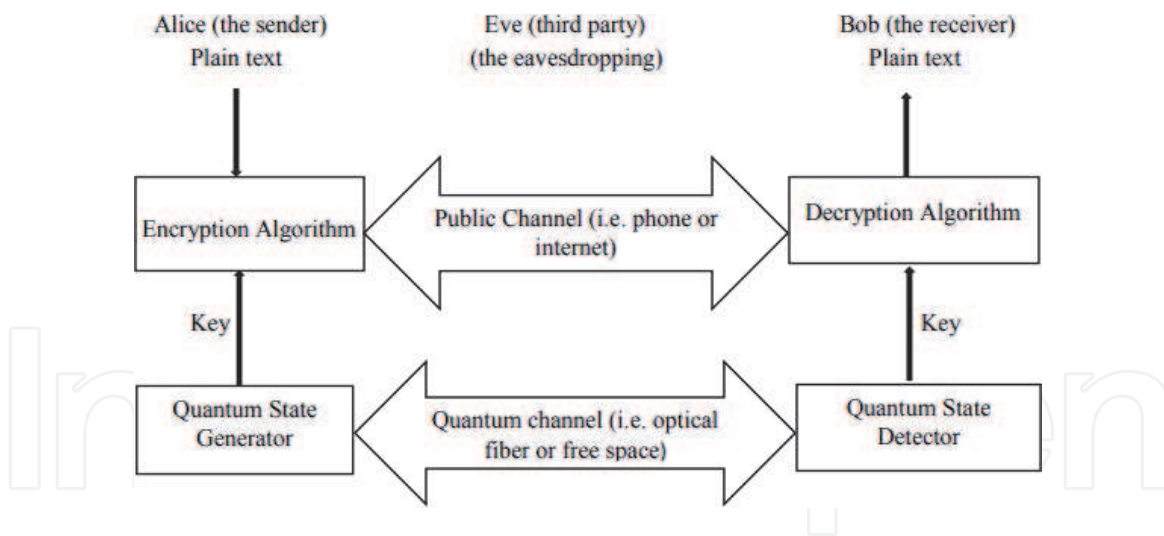 Alice (the sender)
Plain text
Eve (third party)
(the eavesdropping)
Bob (the receiver)
Plain text
Encryption Algorithm
Public Channel (i.e. phone or
internet)
Decryption Algorithm
Key
Key
Quantum State
Generator
Quantum channel (i.e. optical
fiber or free space)
Quantum State
Detector